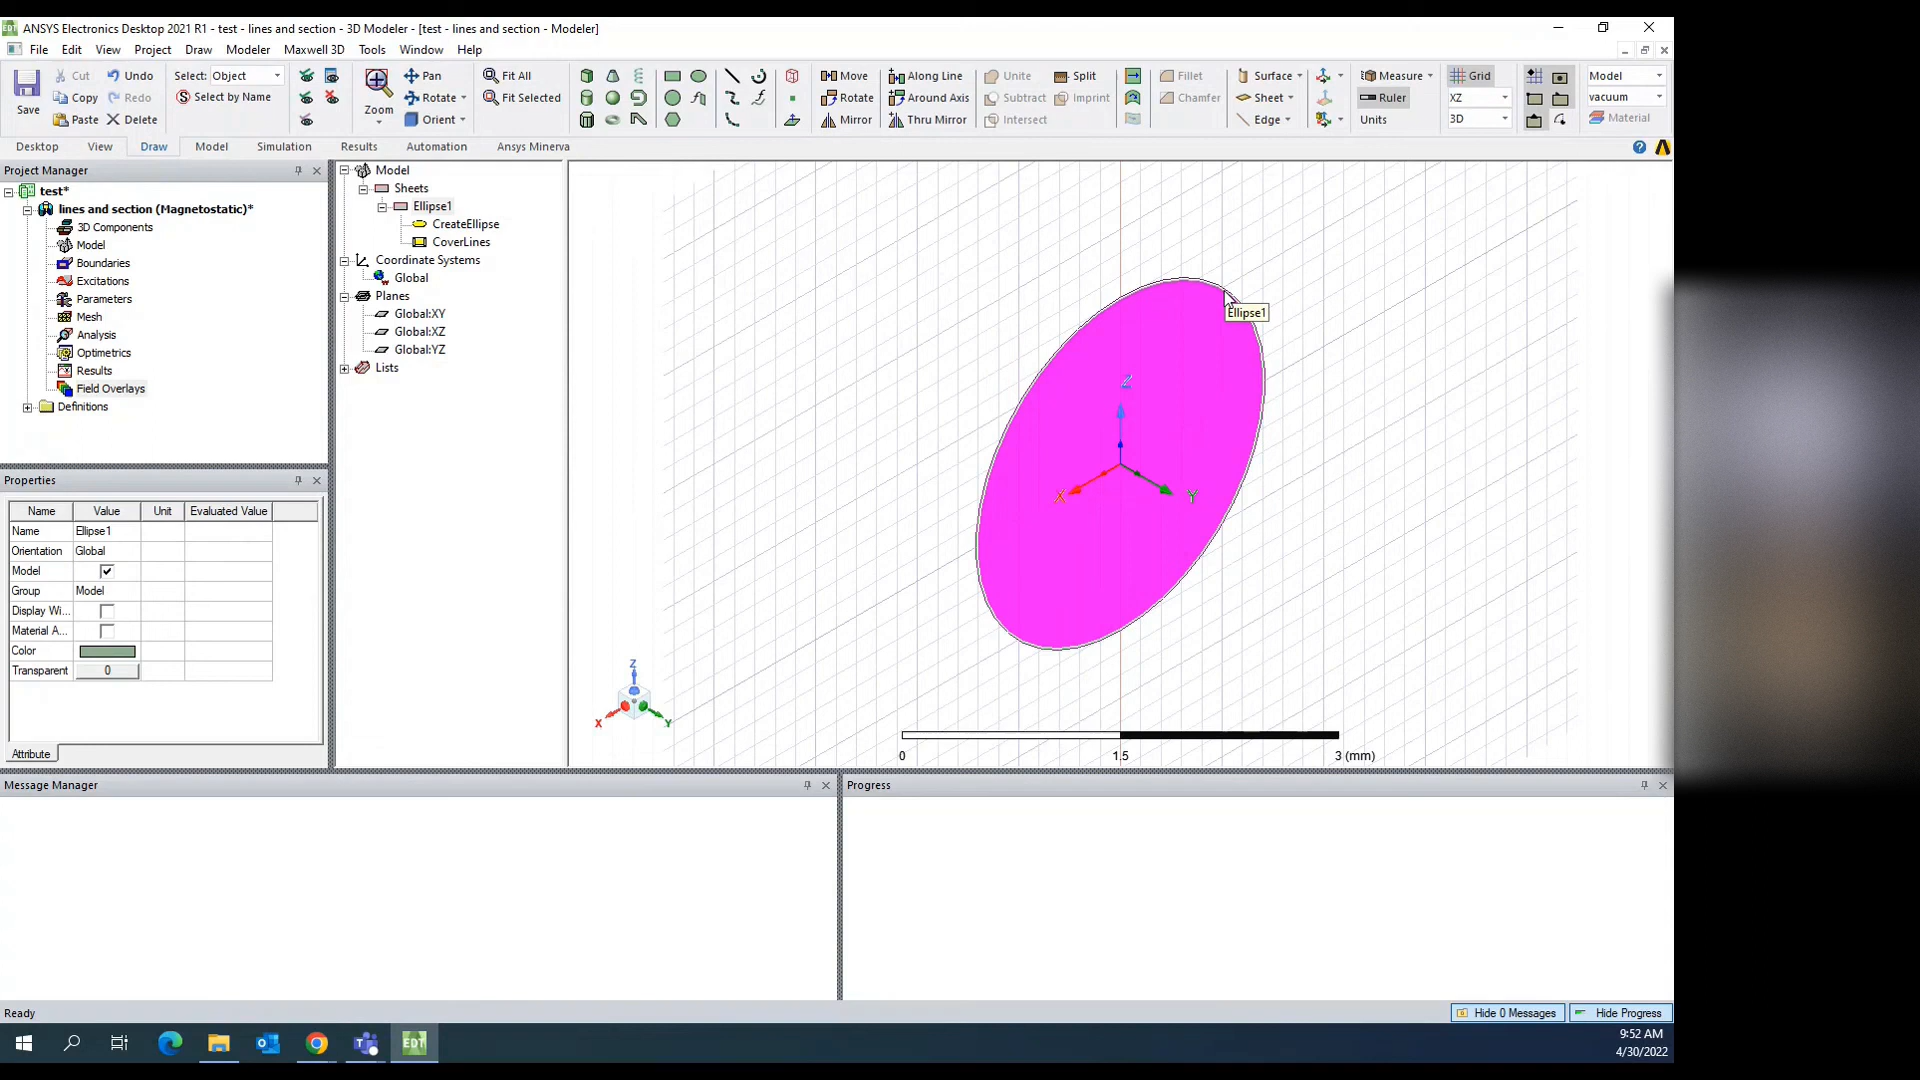 ANSYS Electronics Desktop 2021 R1 - test - lines and section - 3D Modeler - [test - lines and section - Modeler]
File Edit View Project Draw Modeler Maxwell 3D Tools Window Help
Save
Cut
Copy
Paste
Undo
Redo
Delete
Select: Object
Select by Name
Zoom
Pan
Rotate
Orient
Fit All
Fit Selected
Move
Rotate
Mirror
Along Line
Around Axis
Thru Mirror
Unite
Subtract
Intersect
Split
Imprint
Fillet
Chamfer
Surface
Sheet
Edge
Measure
Ruler
Units
Grid
XZ
3D
Model
vacuum
Material
Desktop View Draw Model Simulation Results Automation Ansys Minerva
Project Manager
test*
lines and section (Magnetostatic)*
3D Components
Model
Boundaries
Excitations
Parameters
Mesh
Analysis
Optimetrics
Results
Field Overlays
Definitions
Model
Sheets
Ellipse1
CreateEllipse
CoverLines
Coordinate Systems
Global
Planes
Global:XY
Global:XZ
Global:YZ
Lists
Properties
Name Value Unit Evaluated Value
Name Ellipse1
Orientation Global
Model
Group Model
Display Wi...
Material A...
Color
Transparent 0
Attribute
Ellipse1
Z
X
Y
Z
X
Y
0 1.5 3 (mm)
Message Manager
Progress
Ready
Hide 0 Messages
Hide Progress
EDT
9:52 AM
4/30/2022